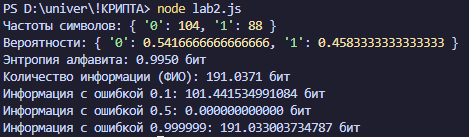 PS D:\univer\!КРИПТА> node lab2.js
Частоты символов: { '0': 104, '1': 88 }
Вероятности: { '0': 0.5416666666666666, '1': 0.4583333333333333 }
Энтропия алфавита: 0.9950 бит
Количество информации (ФИО): 191.0371 бит
Информация с ошибкой 0.1: 101.441534991084 бит
Информация с ошибкой 0.5: 0.000000000000 бит
Информация с ошибкой 0.999999: 191.033003734787 бит